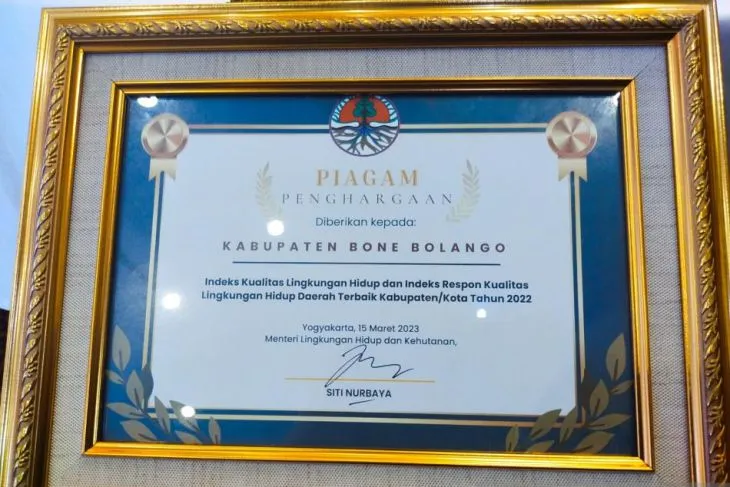 PIAGAM
PENGHARGAAN
Diberikan kepada:
KABUPATEN BONE BOLANGO
Indeks Kualitas Lingkungan Hidup dan Indeks Respon Kualitas
Lingkungan Hidup Daerah Terbaik Kabupaten/Kota Tahun 2022
Yogyakarta, 15 Maret 2023
Menteri Lingkungan Hidup dan Kehutanan,
SITI NURBAYA